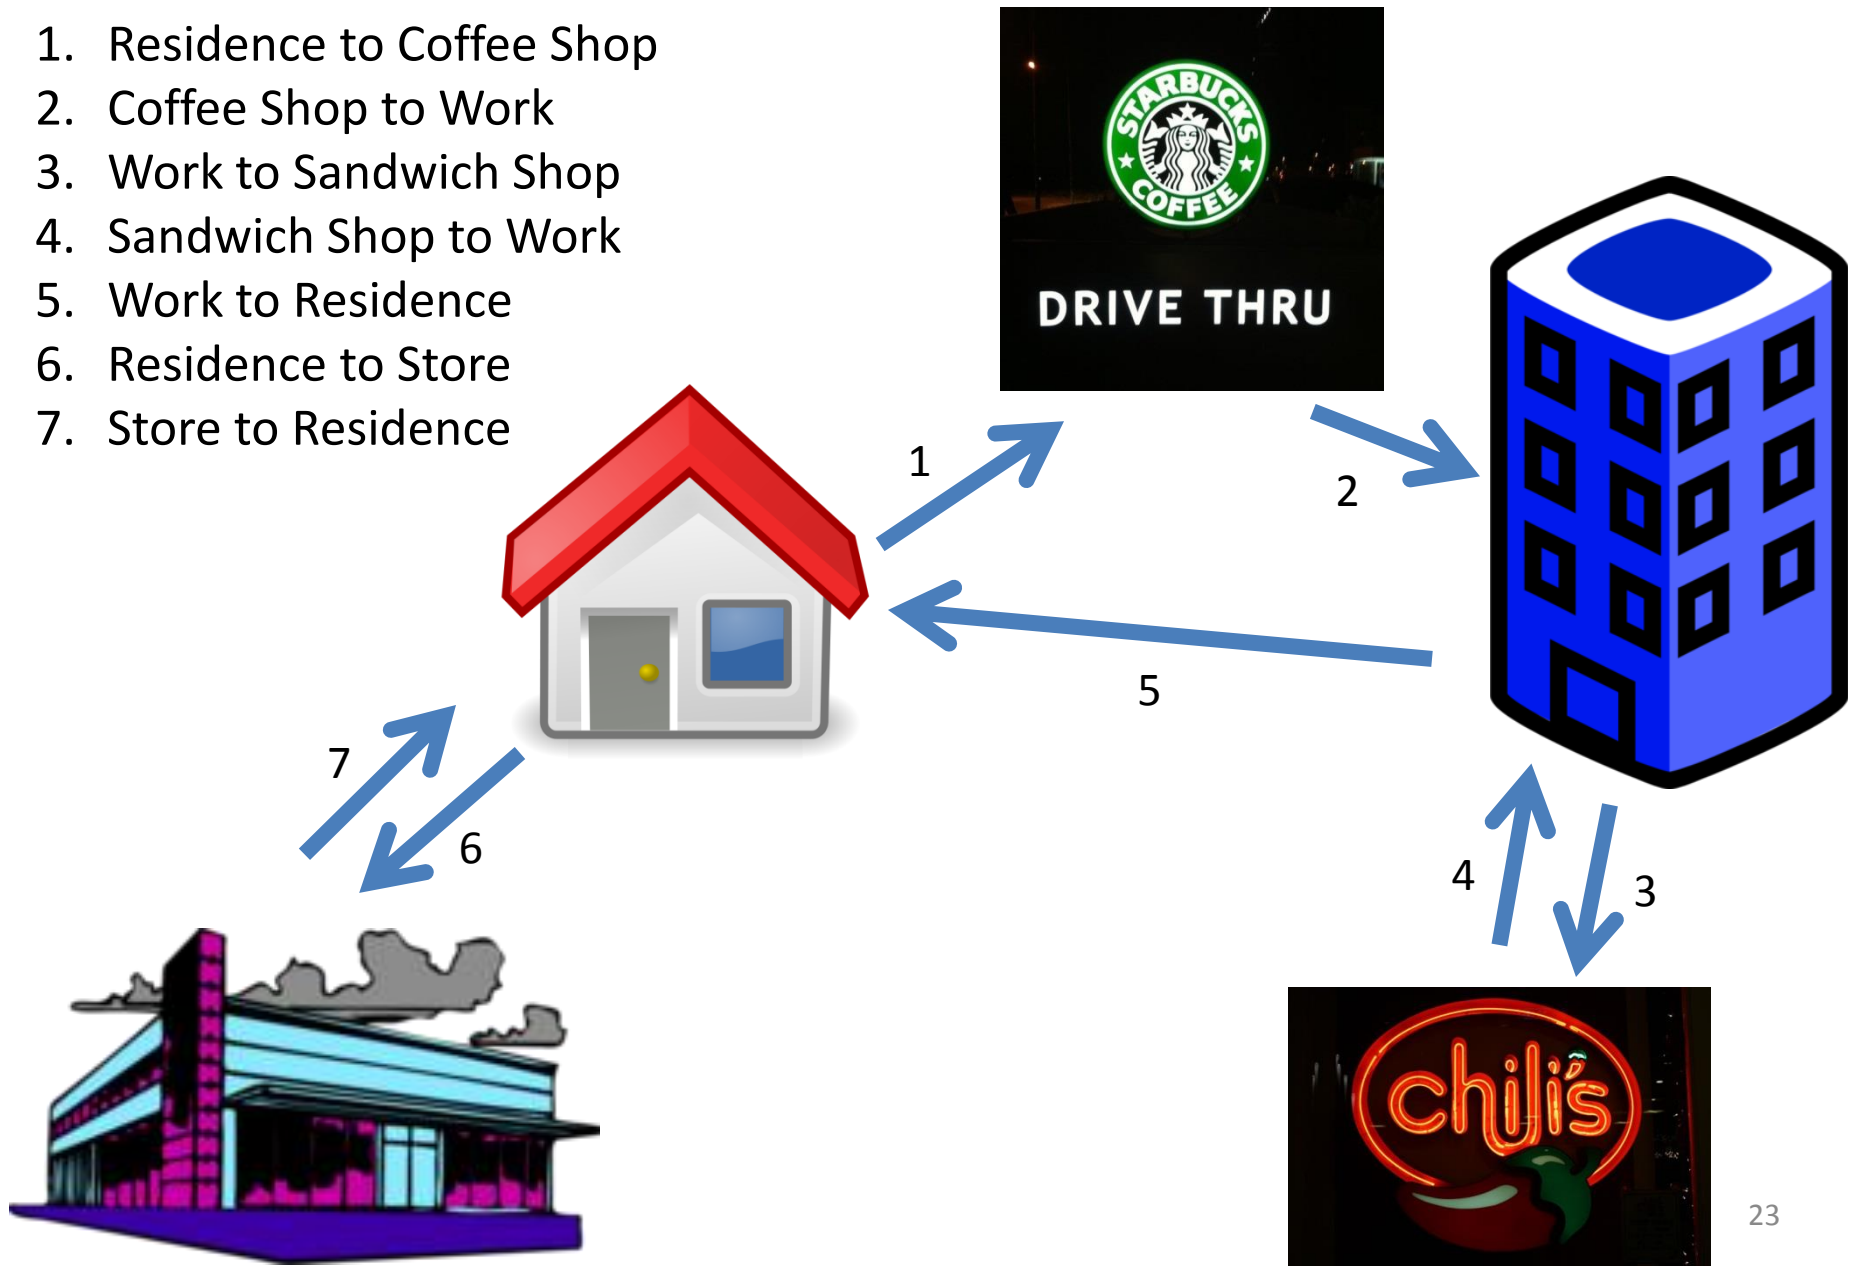 1. Residence to Coffee Shop
2. Coffee Shop to Work
3. Work to Sandwich Shop
4. Sandwich Shop to Work
5. Work to Residence
6. Residence to Store
7. Store to Residence
STARBUCKS
COFFEE
DRIVE THRU
1
2
5
7
6
4
3
chili's
23